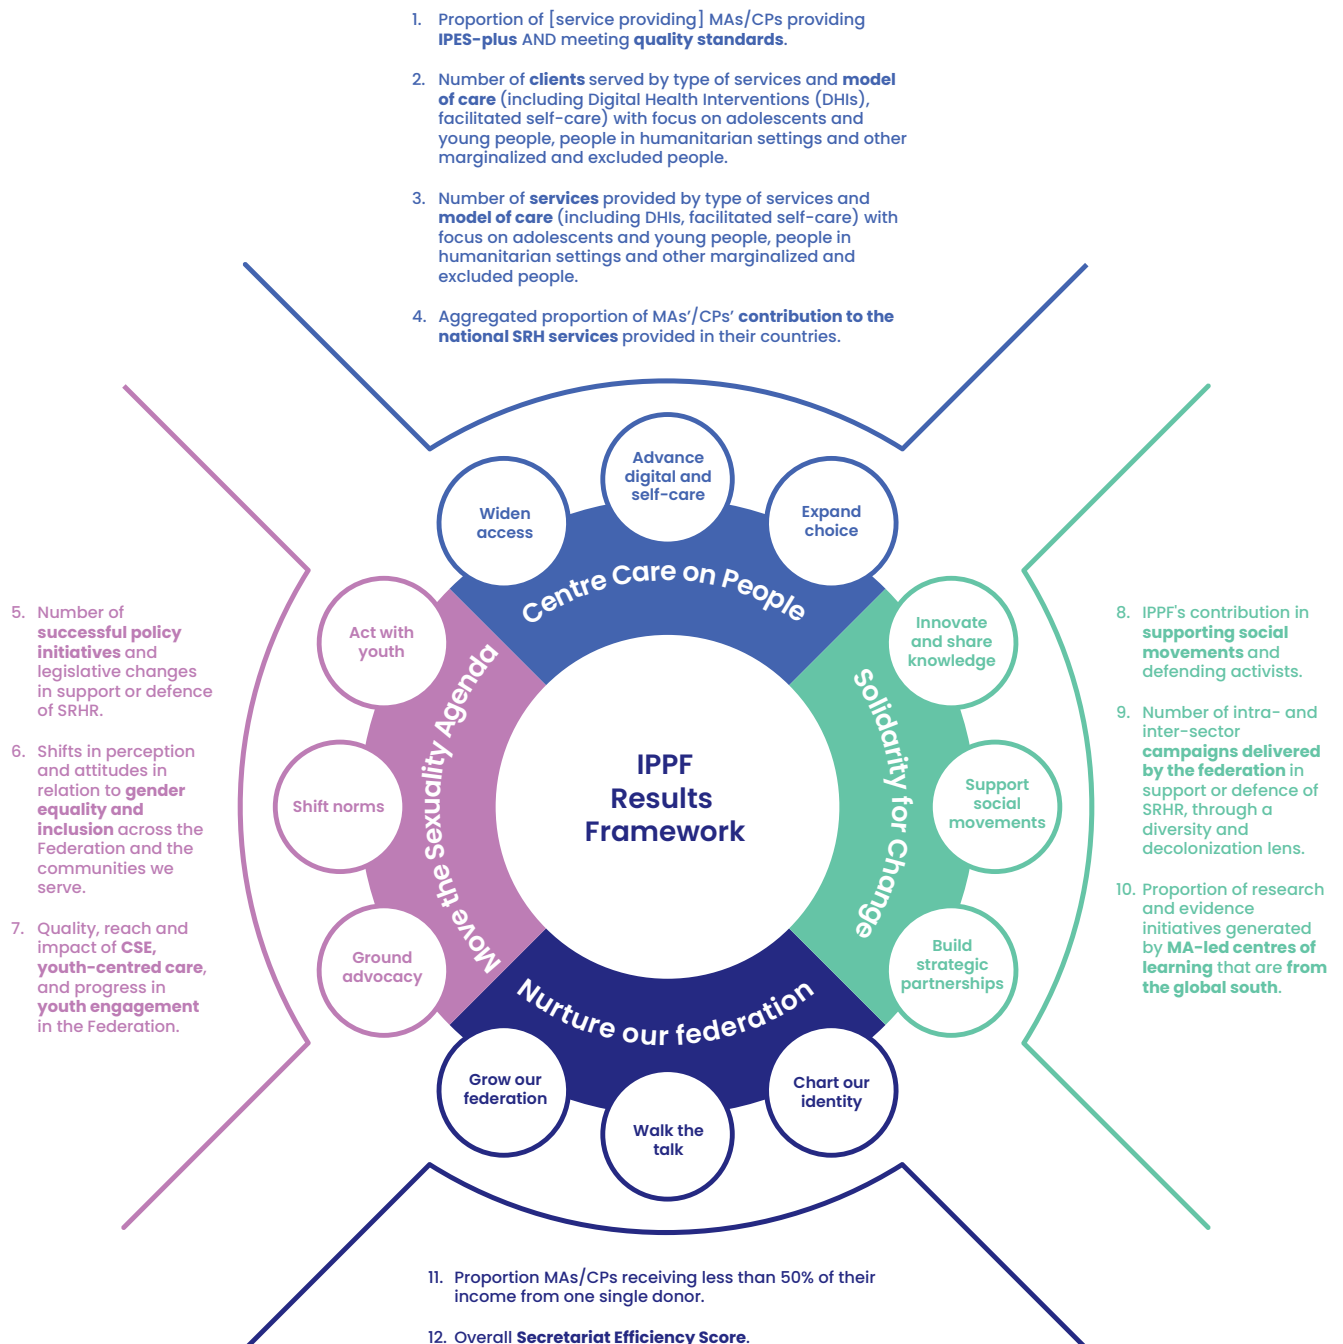 1. Proportion of [service providing] MAs/CPs providing
IPES-plus AND meeting quality standards.
2. Number of clients served by type of services and model
of care (including Digital Health Interventions (DHIs),
facilitated self-care) with focus on adolescents and
young people, people in humanitarian settings and other
marginalized and excluded people.
3. Number of services provided by type of services and
model of care (including DHIs, facilitated self-care) with
focus on adolescents and young people, people in
humanitarian settings and other marginalized and
excluded people.
4. Aggregated proportion of MAs’/CPs’ contribution to the
national SRH services provided in their countries.
Widen
access
Advance
digital and
self-care
Expand
choice
Centre Care on People
5. Number of
successful policy
initiatives and
legislative changes
in support or defence
of SRHR.
6. Shifts in perception
and attitudes in
relation to gender
equality and
inclusion across the
Federation and the
communities we
serve.
7. Quality, reach and
impact of CSE,
youth-centred care,
and progress in
youth engagement
in the Federation.
Act with
youth
Shift norms
Ground
advocacy
Move the Sexuality Agenda
IPPF
Results
Framework
Solidarity for Change
Innovate
and share
knowledge
Support
social
movements
Build
strategic
partnerships
8. IPPF's contribution in
supporting social
movements and
defending activists.
9. Number of intra- and
inter-sector
campaigns delivered
by the federation in
support or defence of
SRHR, through a
diversity and
decolonization lens.
10. Proportion of research
and evidence
initiatives generated
by MA-led centres of
learning that are from
the global south.
Nurture our federation
Grow our
federation
Walk the
talk
Chart our
identity
11. Proportion MAs/CPs receiving less than 50% of their
income from one single donor.
12. Overall Secretariat Efficiency Score.